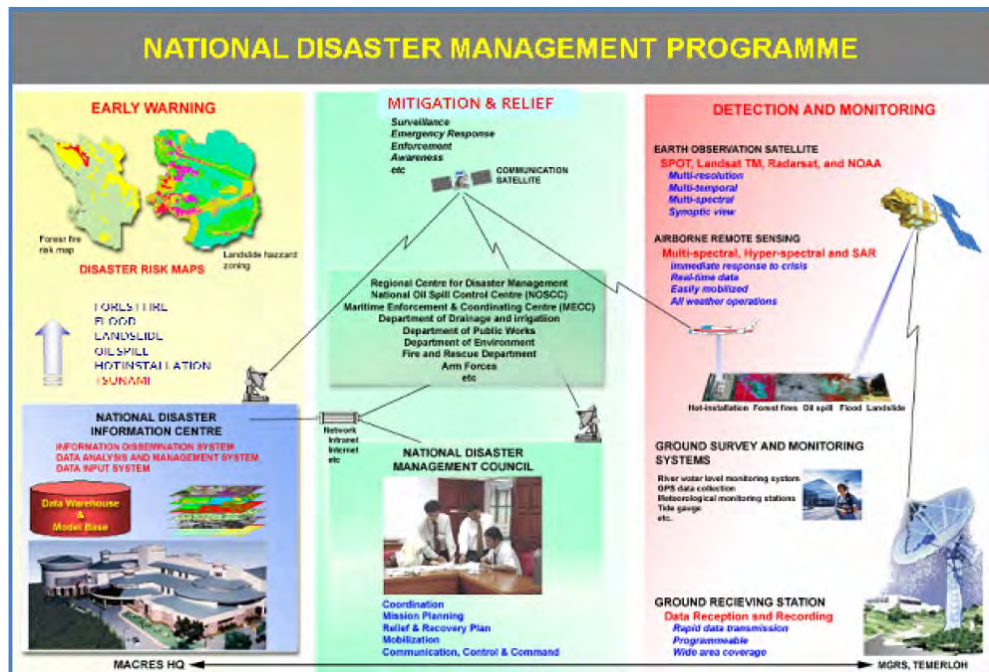 NATIONAL DISASTER MANAGEMENT PROGRAMME
EARLY WARNING
Forest fire
risk map
Landslide hazzard
zoning
DISASTER RISK MAPS
FOREST FIRE
FLOOD
LANDSLIDE
OIL SPILL
HOT INSTALLATION
TSUNAMI
NATIONAL DISASTER
INFORMATION CENTRE
INFORMATION DISSEMINATION SYSTEM
DATA ANALYSIS AND MANAGEMENT SYSTEM
DATA INPUT SYSTEM
Data Warehouse
&
Model Base
MACRES HQ
MITIGATION & RELIEF
Surveillance
Emergency Response
Enforcement
Awareness
etc
COMMUNICATION
SATELLITE
Regional Centre for Disaster Management
National Oil Spill Control Centre (NOSCC)
Maritime Enforcement & Coordinating Centre (MECC)
Department of Drainage and irrigatiion
Department of Public Works
Department of Environment
Fire and Rescue Department
Arm Forces
etc
Network
Intranet
Internet
etc
NATIONAL DISASTER
MANAGEMENT COUNCIL
Coordination
Mission Planning
Relief & Recovery Plan
Mobilization
Communication, Control & Command
DETECTION AND MONITORING
EARTH OBSERVATION SATELLITE
SPOT, Landsat TM, Radarsat, and NOAA
Multi-resolution
Multi-temporal
Multi-spectral
Synoptic view
AIRBORNE REMOTE SENSING
Multi-spectral, Hyper-spectral and SAR
Immediate response to crisis
Real-time data
Easily mobilized
All weather operations
Hot-installation Forest fires Oil spill Flood Landslide
GROUND SURVEY AND MONITORING
SYSTEMS
River water level monitoring system
GPS data collection
Meteorological monitoring stations
Tide gauge
etc.
GROUND RECIEVING STATION
Data Reception snd Recording
Rapid data transmission
Programmeable
Wide area coverage
MGRS, TEMERLOH